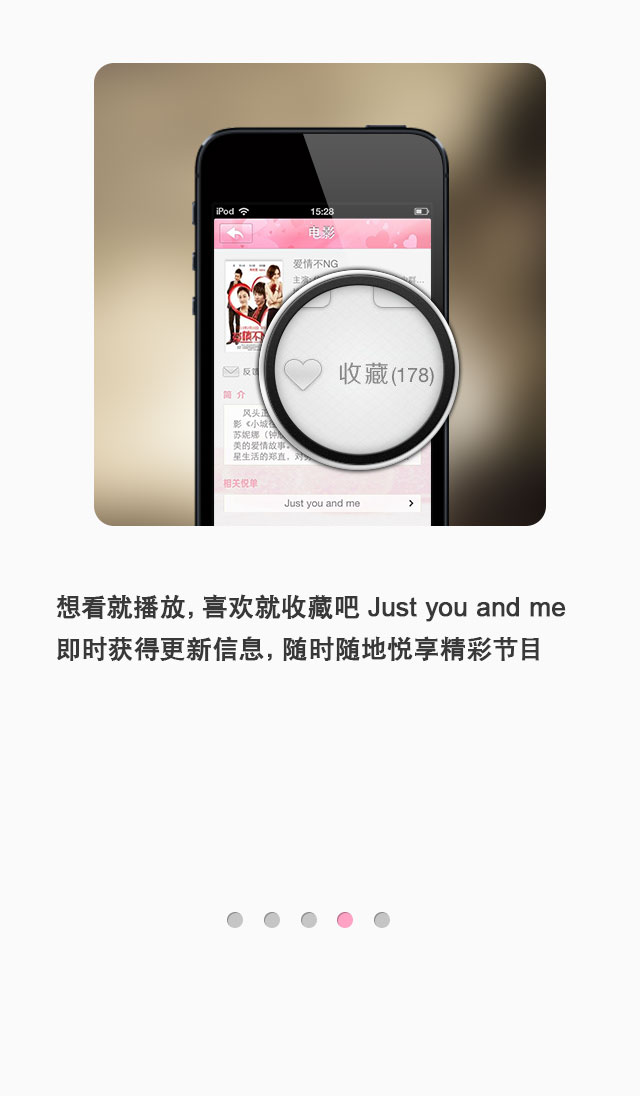 iPod 15:28
电影
爱情不NG
主演:
收藏(178)
简 介
风头正
影《小城
苏妮娜（钟
美的爱情故事。
星生活的郑直，对
相关悦单
Just you and me
想看就播放, 喜欢就收藏吧 Just you and me
即时获得更新信息, 随时随地悦享精彩节目